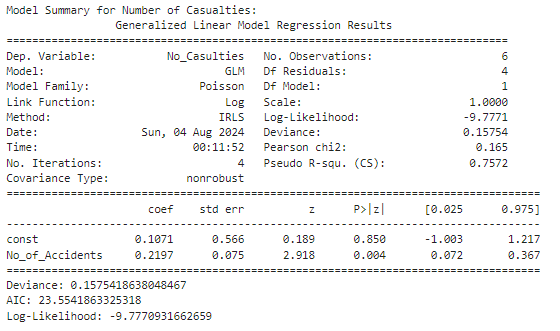 Model Summary for Number of Casualties:
Generalized Linear Model Regression Results
==============================================================================
Dep. Variable: No_Casulties No. Observations: 6
Model: GLM Df Residuals: 4
Model Family: Poisson Df Model: 1
Link Function: Log Scale: 1.0000
Method: IRLS Log-Likelihood: -9.7771
Date: Sun, 04 Aug 2024 Deviance: 0.15754
Time: 00:11:52 Pearson chi2: 0.165
No. Iterations: 4 Pseudo R-squ. (CS): 0.7572
Covariance Type: nonrobust
===================================================================================
coef std err z P>|z| [0.025 0.975]
-----------------------------------------------------------------------------------
const 0.1071 0.566 0.189 0.850 -1.003 1.217
No_of_Accidents 0.2197 0.075 2.918 0.004 0.072 0.367
===================================================================================
Deviance: 0.1575418638048467
AIC: 23.5541863325318
Log-Likelihood: -9.7770931662659